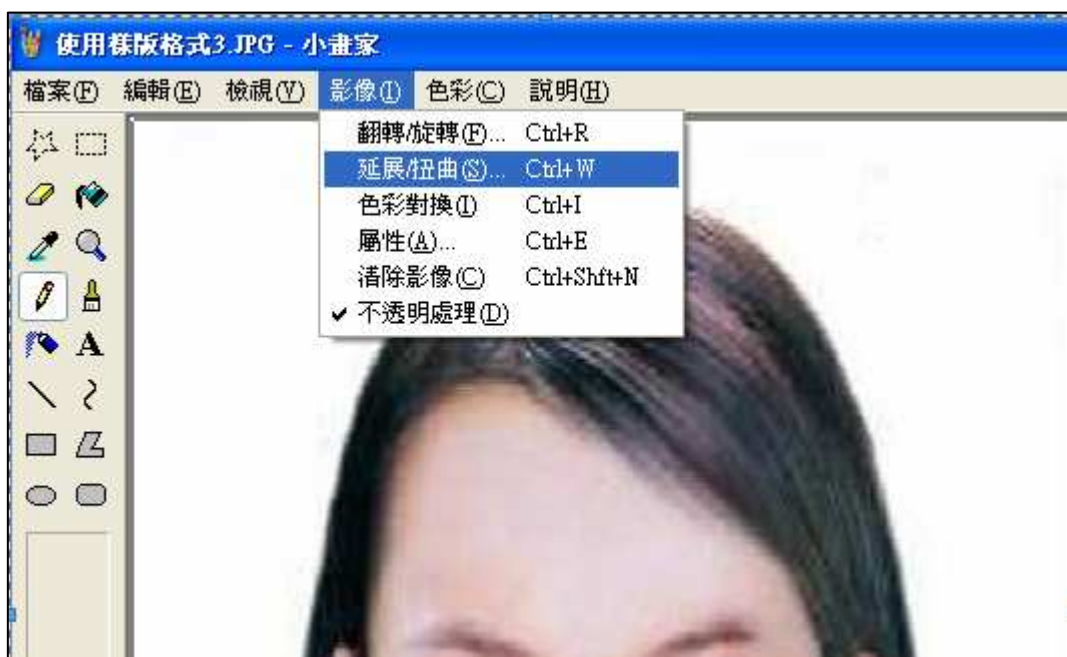 使用樣版格式3.JPG - 小畫家
檔案(F) 編輯(E) 檢視(V) 影像(I) 色彩(C) 說明(H)
翻轉/旋轉(F)... Ctrl+R
延展/扭曲(S)... Ctrl+W
色彩對換(I) Ctrl+I
屬性(A)... Ctrl+E
清除影像(C) Ctrl+Shft+N
✔ 不透明處理(D)
A